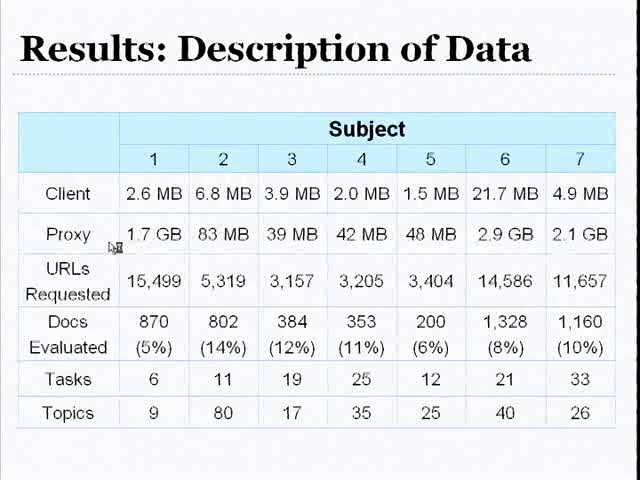 Results: Description of Data
Subject
1 2 3 4 5 6 7
Client 2.6 MB 6.8 MB 3.9 MB 2.0 MB 1.5 MB 21.7 MB 4.9 MB
Proxy 1.7 GB 83 MB 39 MB 42 MB 48 MB 2.9 GB 2.1 GB
URLs
Requested 15,499 5,319 3,157 3,205 3,404 14,586 11,657
Docs 870 802 384 353 200 1,328 1,160
Evaluated (5%) (14%) (12%) (11%) (6%) (8%) (10%)
Tasks 6 11 19 25 12 21 33
Topics 9 80 17 35 25 40 26